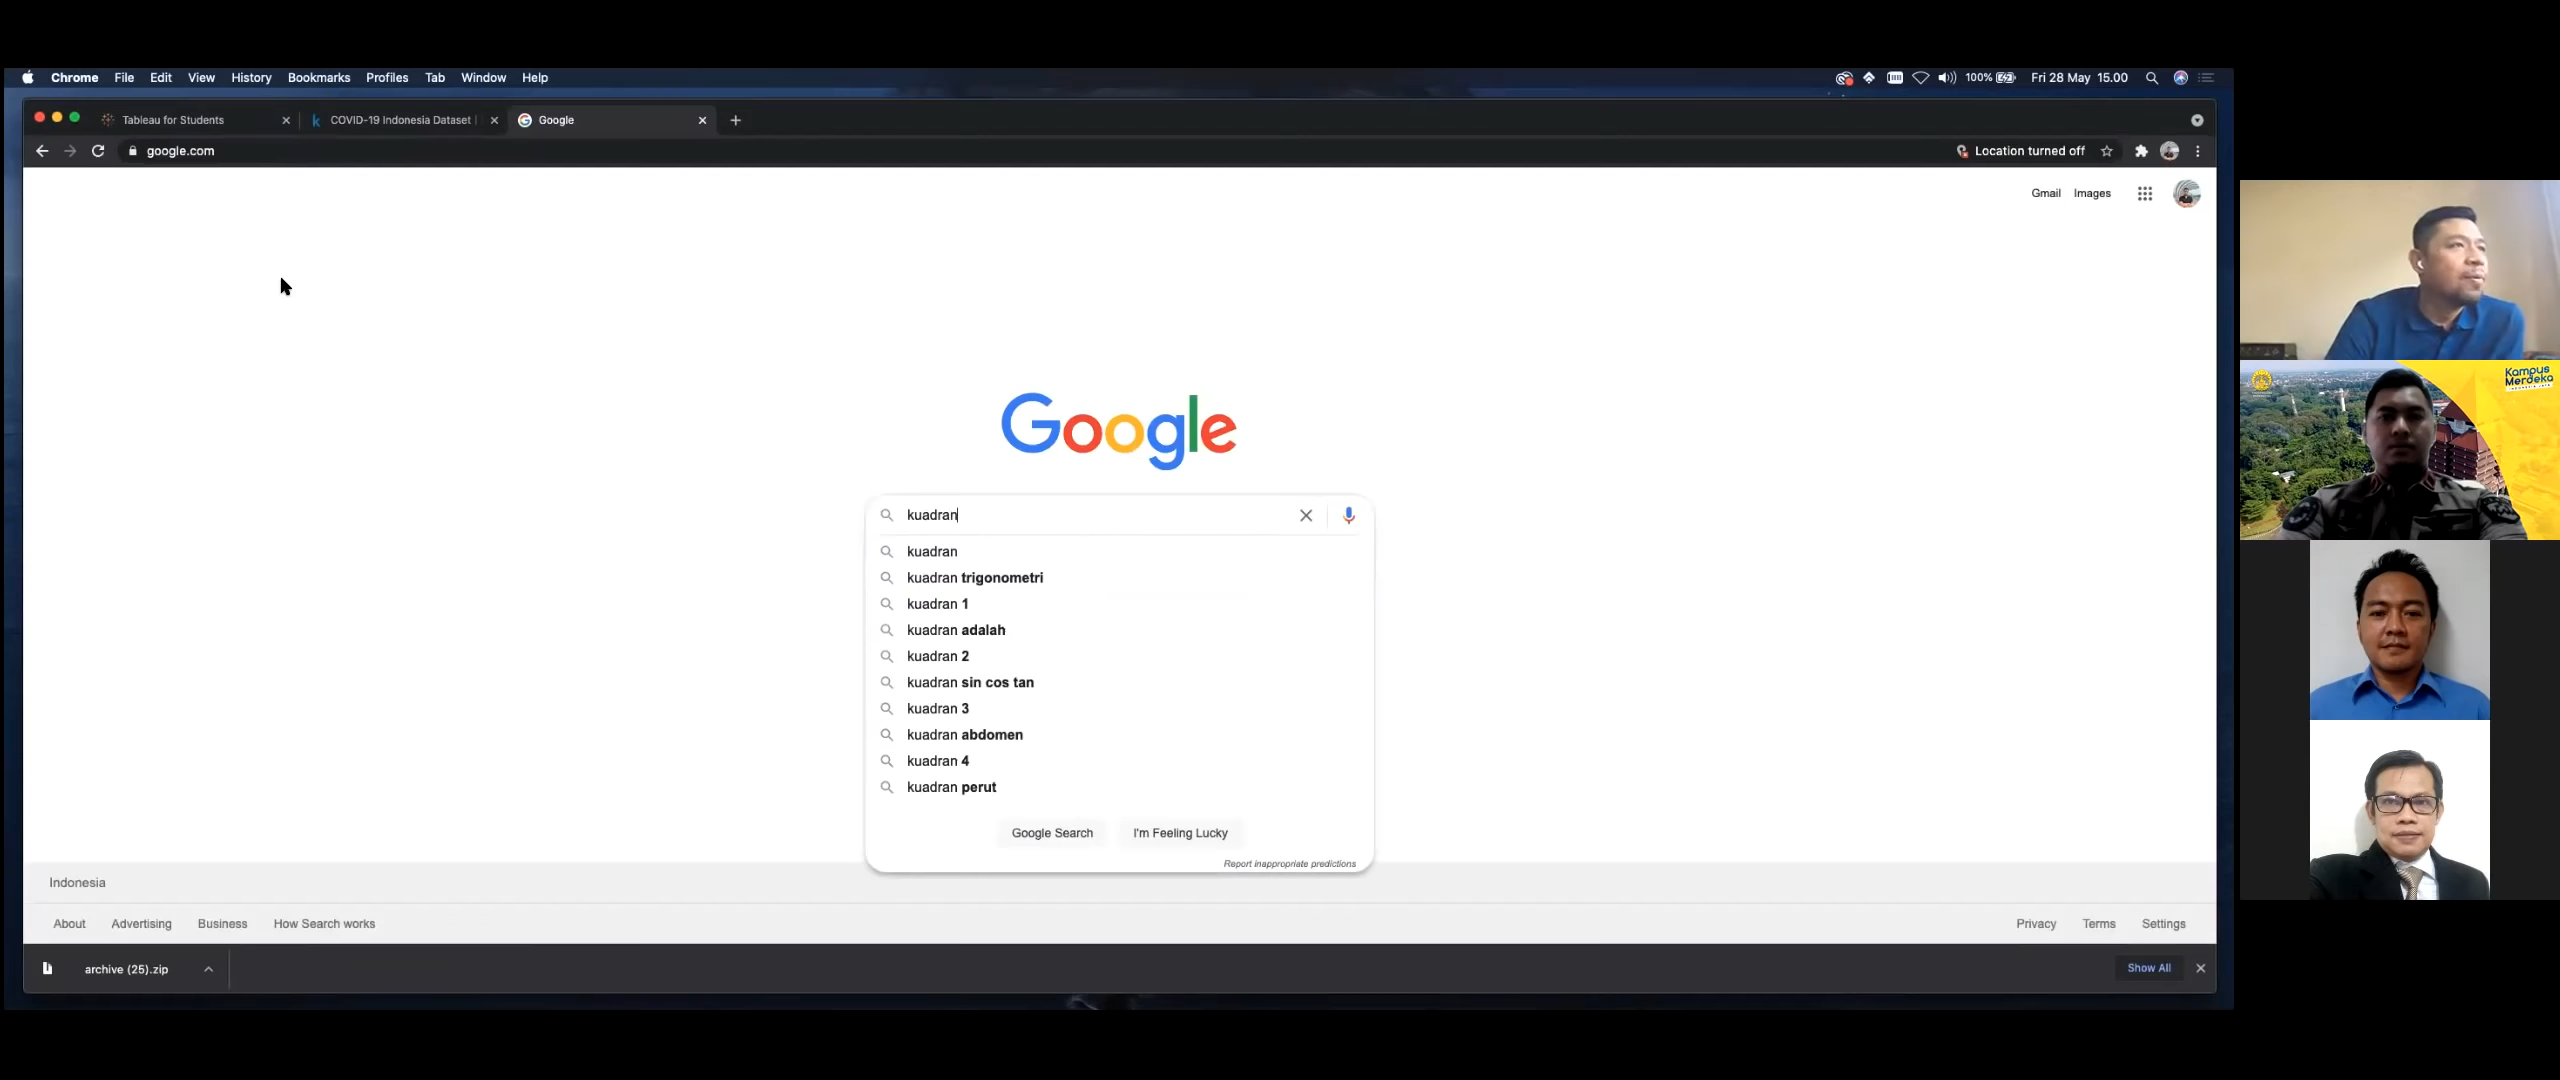 Chrome File Edit View History Bookmarks Profiles Tab Window Help 100% Fri 28 May 15.00
Tableau for Students COVID-19 Indonesia Dataset | Google
google.com Location turned off
Gmail Images
Google
kuadran
kuadran
kuadran trigonometri
kuadran 1
kuadran adalah
kuadran 2
kuadran sin cos tan
kuadran 3
kuadran abdomen
kuadran 4
kuadran perut
Google Search I'm Feeling Lucky
Report inappropriate predictions
Indonesia
About Advertising Business How Search works Privacy Terms Settings
archive (25).zip Show All
Kampus
Merdeka